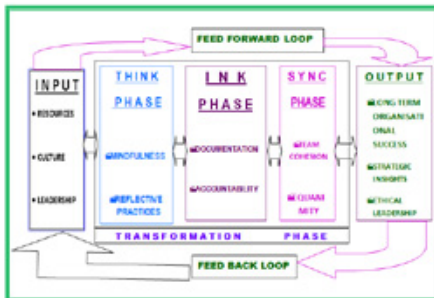 FEED FORWARD LOOP
INPUT
RESOURCES
CULTURE
LEADERSHIP
THINK
PHASE
MINDFULNESS
REFLECTIVE
PRACTICES
INK
PHASE
DOCUMENTATION
ACCOUNTABILITY
SYNC
PHASE
TEAM
COHESION
EQUANI
MITY
OUTPUT
LONG-TERM
ORGANISATI
ONAL
SUCCESS
STRATEGIC
INSIGHTS
ETHICAL
LEADERSHIP
TRANSFORMATION PHASE
FEED BACK LOOP